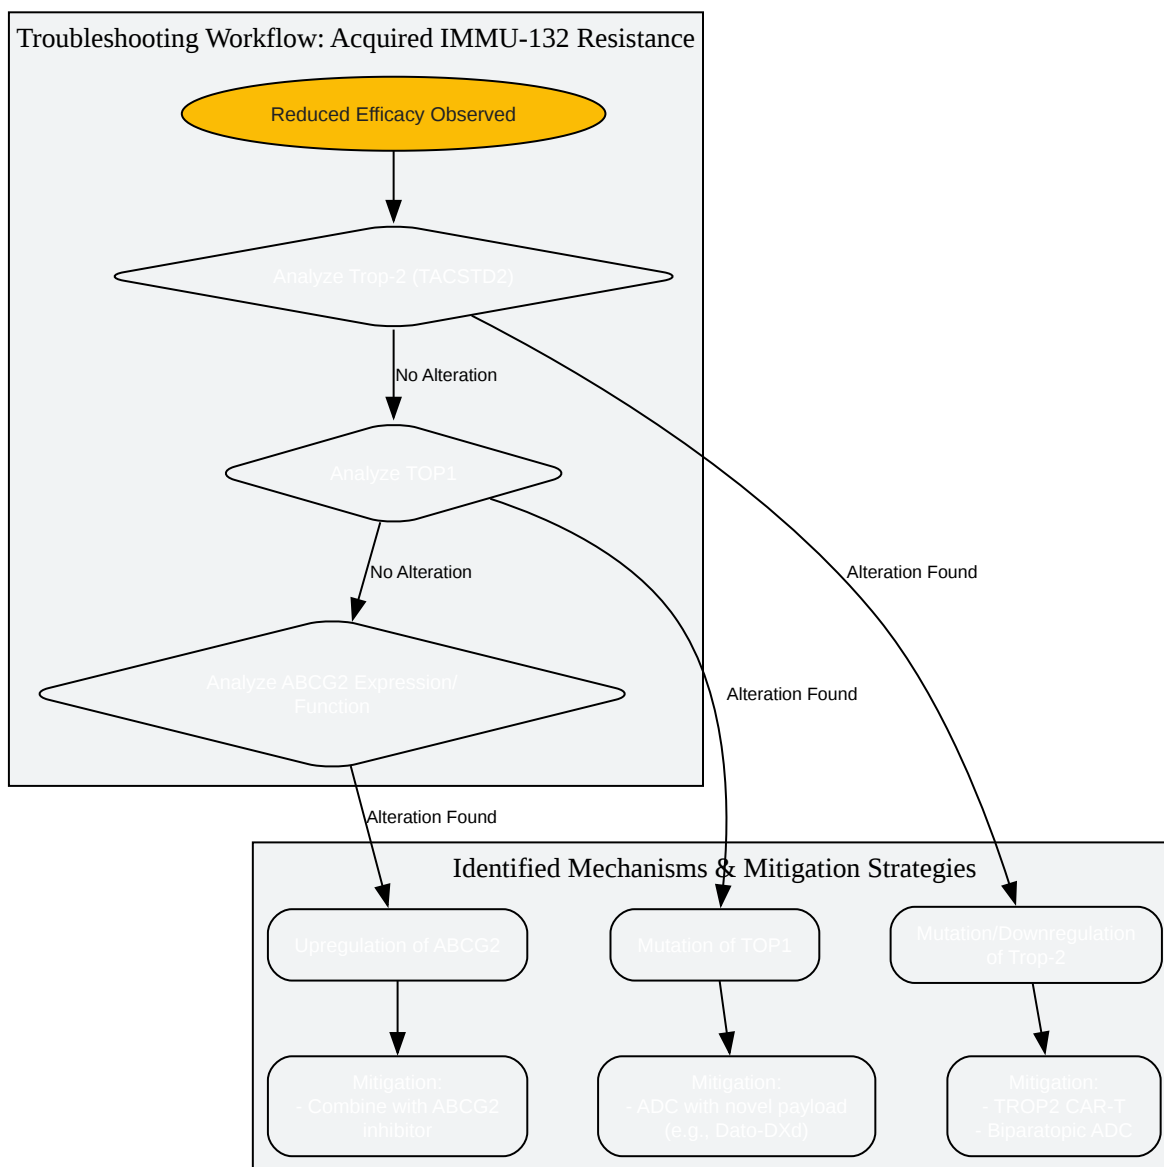 Troubleshooting Workflow: Acquired IMMU-132 Resistance
Reduced Efficacy Observed
Analyze Trop-2 (TACSTD2)
No Alteration
Analyze TOP1
No Alteration
Alteration Found
Analyze ABCG2 Expression/
Function
Alteration Found
Alteration Found
Identified Mechanisms & Mitigation Strategies
Upregulation of ABCG2
Mutation of TOP1
Mutation/Downregulation
of Trop-2
Mitigation:
- Combine with ABCG2
inhibitor
Mitigation:
- ADC with novel payload
(e.g., Dato-DXd)
Mitigation:
- TROP2 CAR-T
- Biparatopic ADC